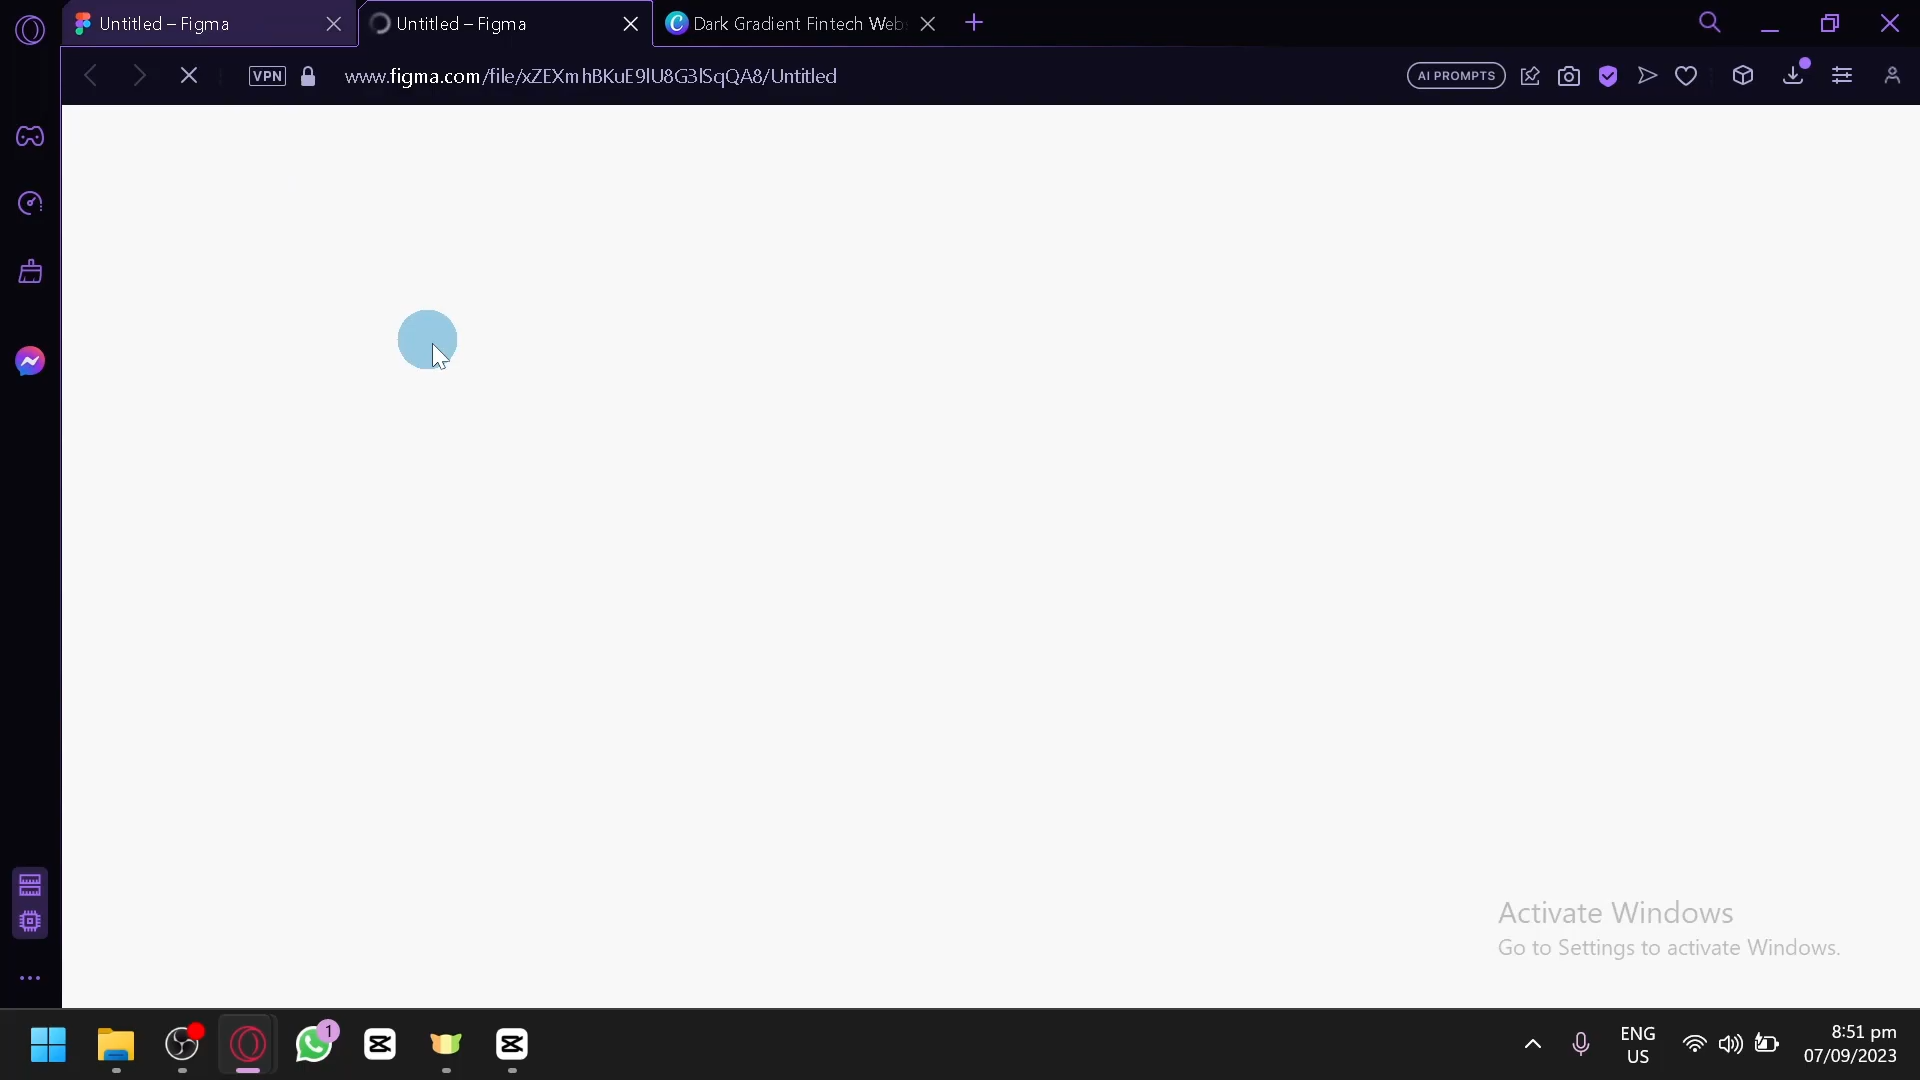 Untitled – Figma
Untitled – Figma
Dark Gradient Fintech Web
VPN
www.figma.com/file/xZEXmhBKuE9lU8G3lSqQA8/Untitled
AI PROMPTS
Activate Windows
Go to Settings to activate Windows.
1
ENG
US
8:51 pm
07/09/2023